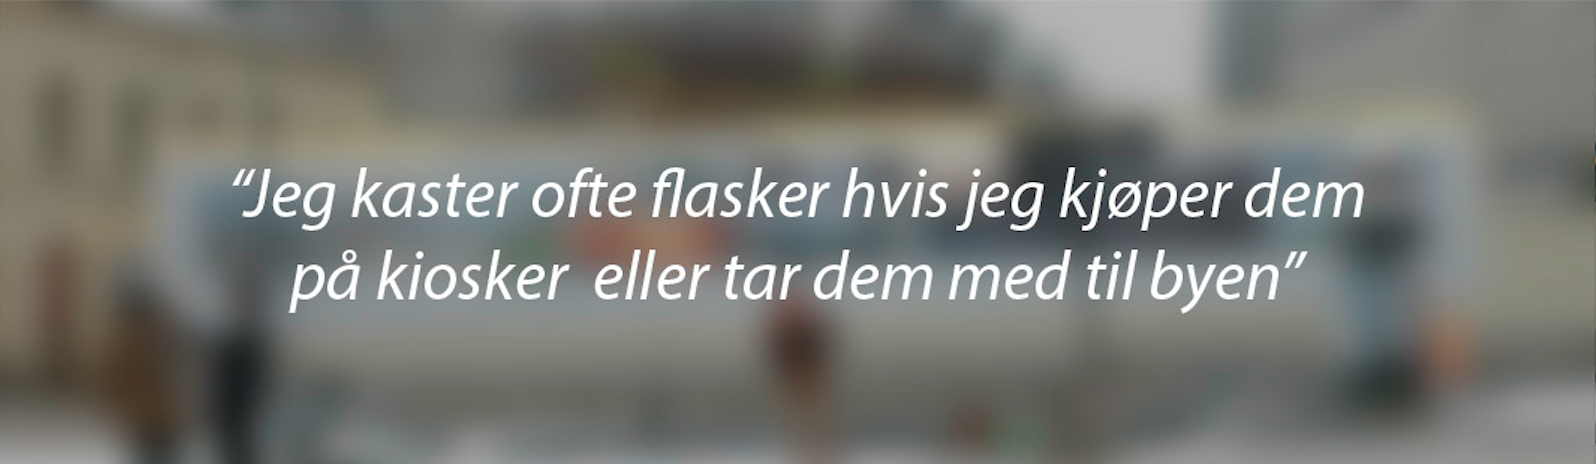 “Jeg kaster ofte flasker hvis jeg kjøper dem
på kiosker  eller tar dem med til byen”